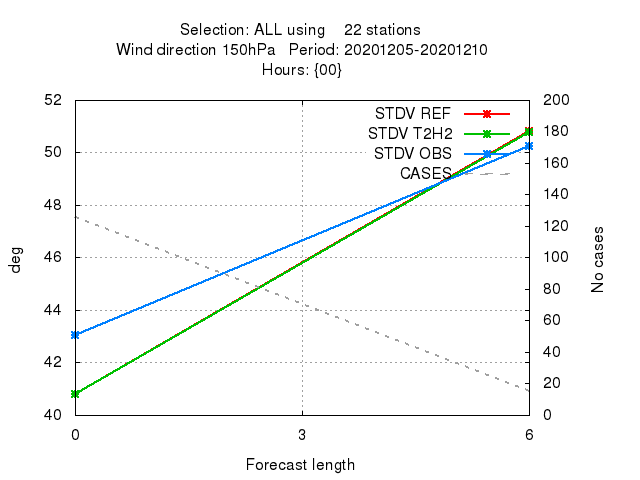 Selection: ALL using 22 stations
Wind direction 150hPa Period: 20201205-20201210
Hours: {00}
52
50
48
46
44
42
40
200
180
160
140
120
100
80
60
40
20
0
STDV REF
STDV T2H2
STDV OBS
CASES
deg
No cases
0
3
6
Forecast length